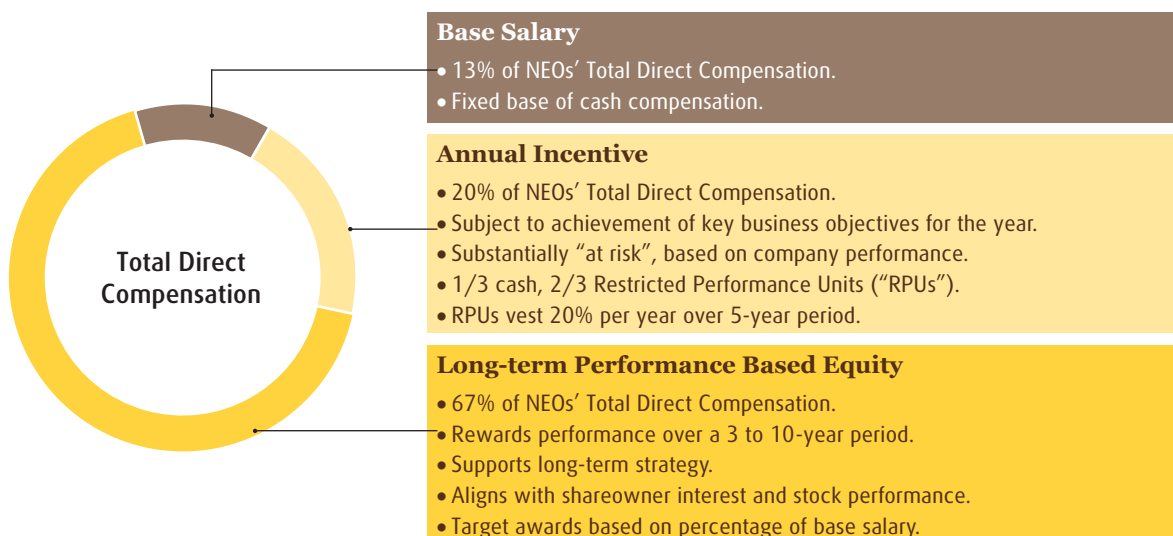 Total Direct
Compensation
Base Salary
• 13% of NEOs’ Total Direct Compensation.
• Fixed base of cash compensation.
Annual Incentive
• 20% of NEOs’ Total Direct Compensation.
• Subject to achievement of key business objectives for the year.
• Substantially “at risk”, based on company performance.
• 1/3 cash, 2/3 Restricted Performance Units (“RPUs”).
• RPUs vest 20% per year over 5-year period.
Long-term Performance Based Equity
• 67% of NEOs’ Total Direct Compensation.
• Rewards performance over a 3 to 10-year period.
• Supports long-term strategy.
• Aligns with shareowner interest and stock performance.
• Target awards based on percentage of base salary.